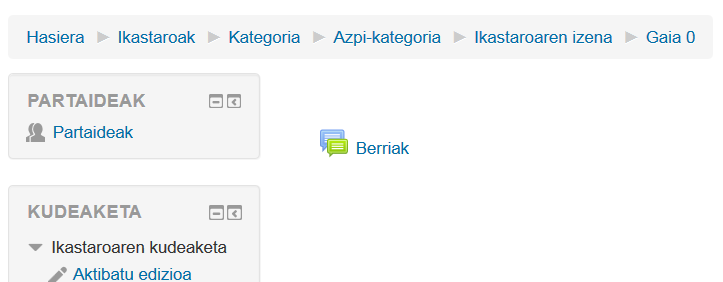 Hasiera Ikastaroak Kategoria Azpi-kategoria Ikastaroaren izena Gaia 0
PARTAIDEAK
Partaideak
Berriak
KUDEAKETA
Ikastaroaren kudeaketa
Aktibatu edizioa